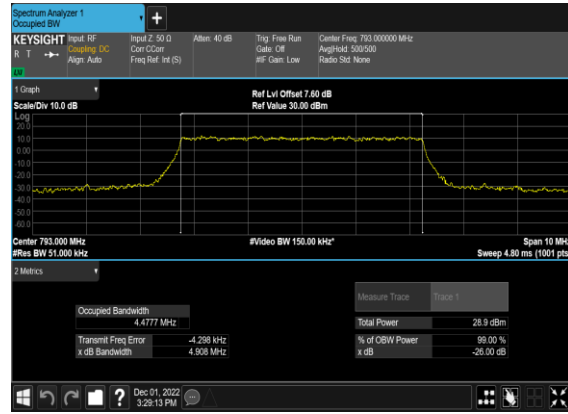 Spectrum Analyzer 1
Occupied BW
+
KEYSIGHT Input: RF Input Z: 50 Ω Atten: 40 dB Trig: Free Run Center Freq: 793.000000 MHz
R T Coupling: DC Corr CCorr Gate: Off Avg|Hold: 500/500
Align: Auto Freq Ref: Int (S) #IF Gain: Low Radio Std: None
LW
1 Graph Ref Lvl Offset 7.60 dB
Scale/Div 10.0 dB Ref Value 30.00 dBm
Log
20.0
10.0
0.00
-10.0
-20.0
-30.0
-40.0
-50.0
-60.0
Center 793.000 MHz #Video BW 150.00 kHz* Span 10 MHz
#Res BW 51.000 kHz Sweep 4.80 ms (1001 pts)
2 Metrics
Measure Trace Trace 1
Occupied Bandwidth
4.4777 MHz Total Power 28.9 dBm
Transmit Freq Error -4.298 kHz % of OBW Power 99.00 %
x dB Bandwidth 4.908 MHz x dB -26.00 dB
? Dec 01, 2022
3:29:13 PM